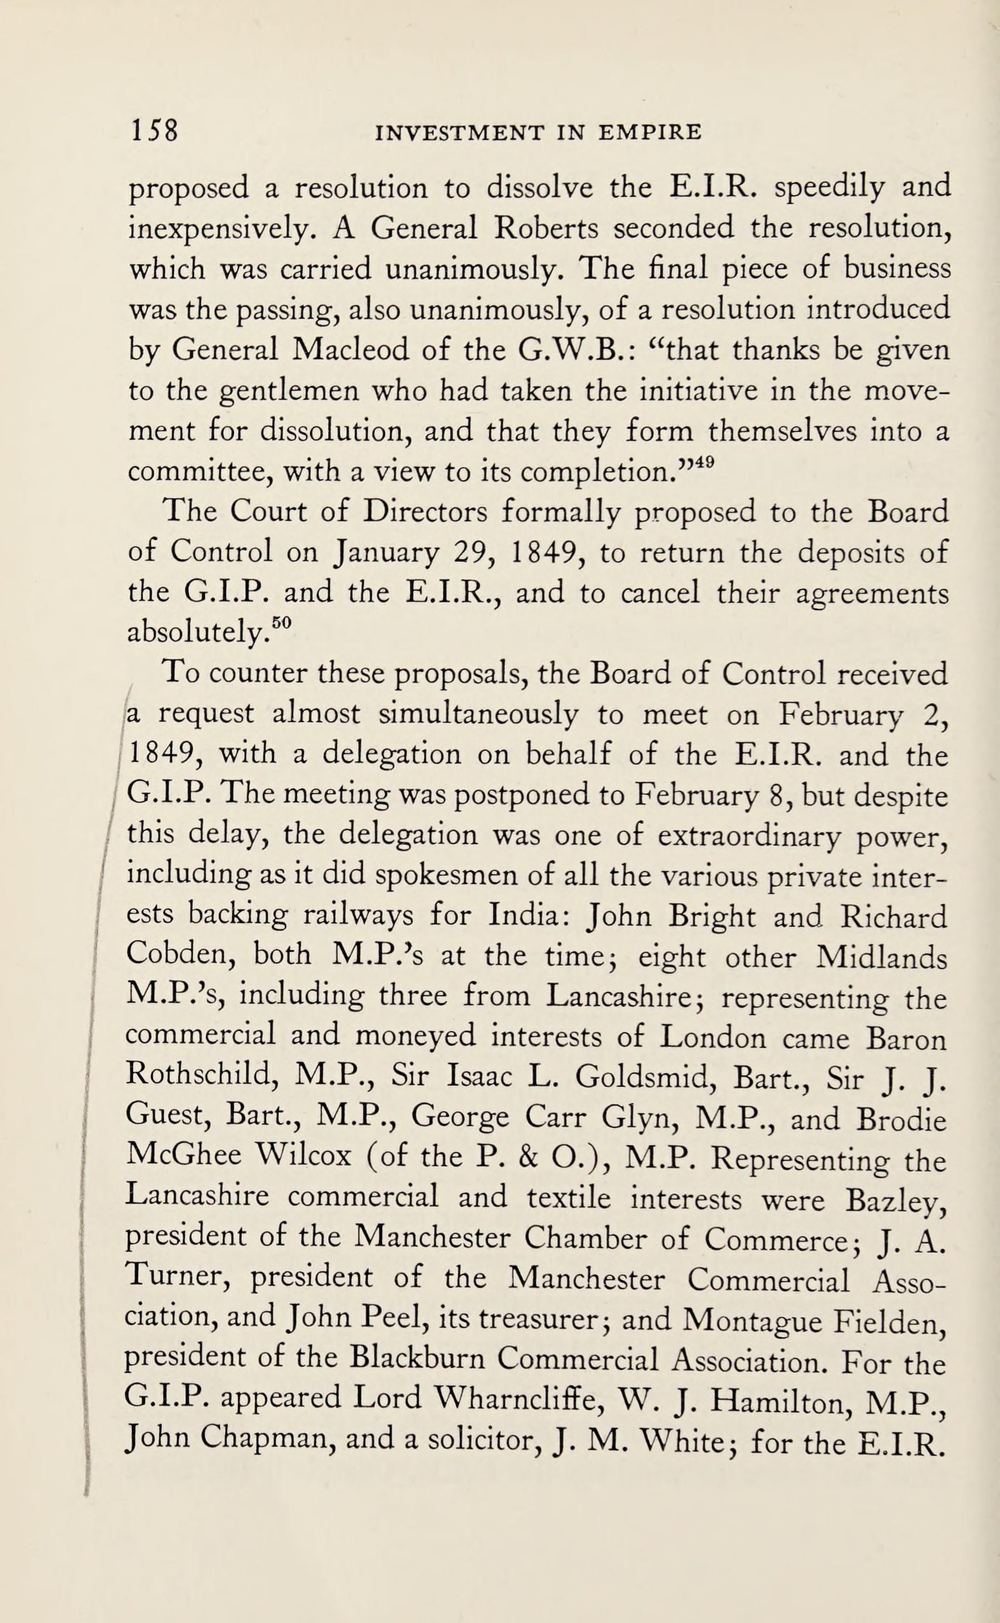 158 INVESTMENT IN EMPIRE
proposed a resolution to dissolve the E.I.R. speedily and
inexpensively. A General Roberts seconded the resolution,
which was carried unanimously. The final piece of business
was the passing, also unanimously, of a resolution introduced
by General Macleod of the G.W.B.: “that thanks be given
to the gentlemen who had taken the initiative in the move-
ment for dissolution, and that they form themselves into a
committee, with a view to its completion.”⁴⁹
The Court of Directors formally proposed to the Board
of Control on January 29, 1849, to return the deposits of
the G.I.P. and the E.I.R., and to cancel their agreements
absolutely.⁵⁰
To counter these proposals, the Board of Control received
a request almost simultaneously to meet on February 2,
1849, with a delegation on behalf of the E.I.R. and the
G.I.P. The meeting was postponed to February 8, but despite
this delay, the delegation was one of extraordinary power,
including as it did spokesmen of all the various private inter-
ests backing railways for India: John Bright and Richard
Cobden, both M.P.’s at the time; eight other Midlands
M.P.’s, including three from Lancashire; representing the
commercial and moneyed interests of London came Baron
Rothschild, M.P., Sir Isaac L. Goldsmid, Bart., Sir J. J.
Guest, Bart., M.P., George Carr Glyn, M.P., and Brodie
McGhee Wilcox (of the P. & O.), M.P. Representing the
Lancashire commercial and textile interests were Bazley,
president of the Manchester Chamber of Commerce; J. A.
Turner, president of the Manchester Commercial Asso-
ciation, and John Peel, its treasurer; and Montague Fielden,
president of the Blackburn Commercial Association. For the
G.I.P. appeared Lord Wharncliffe, W. J. Hamilton, M.P.,
John Chapman, and a solicitor, J. M. White; for the E.I.R.